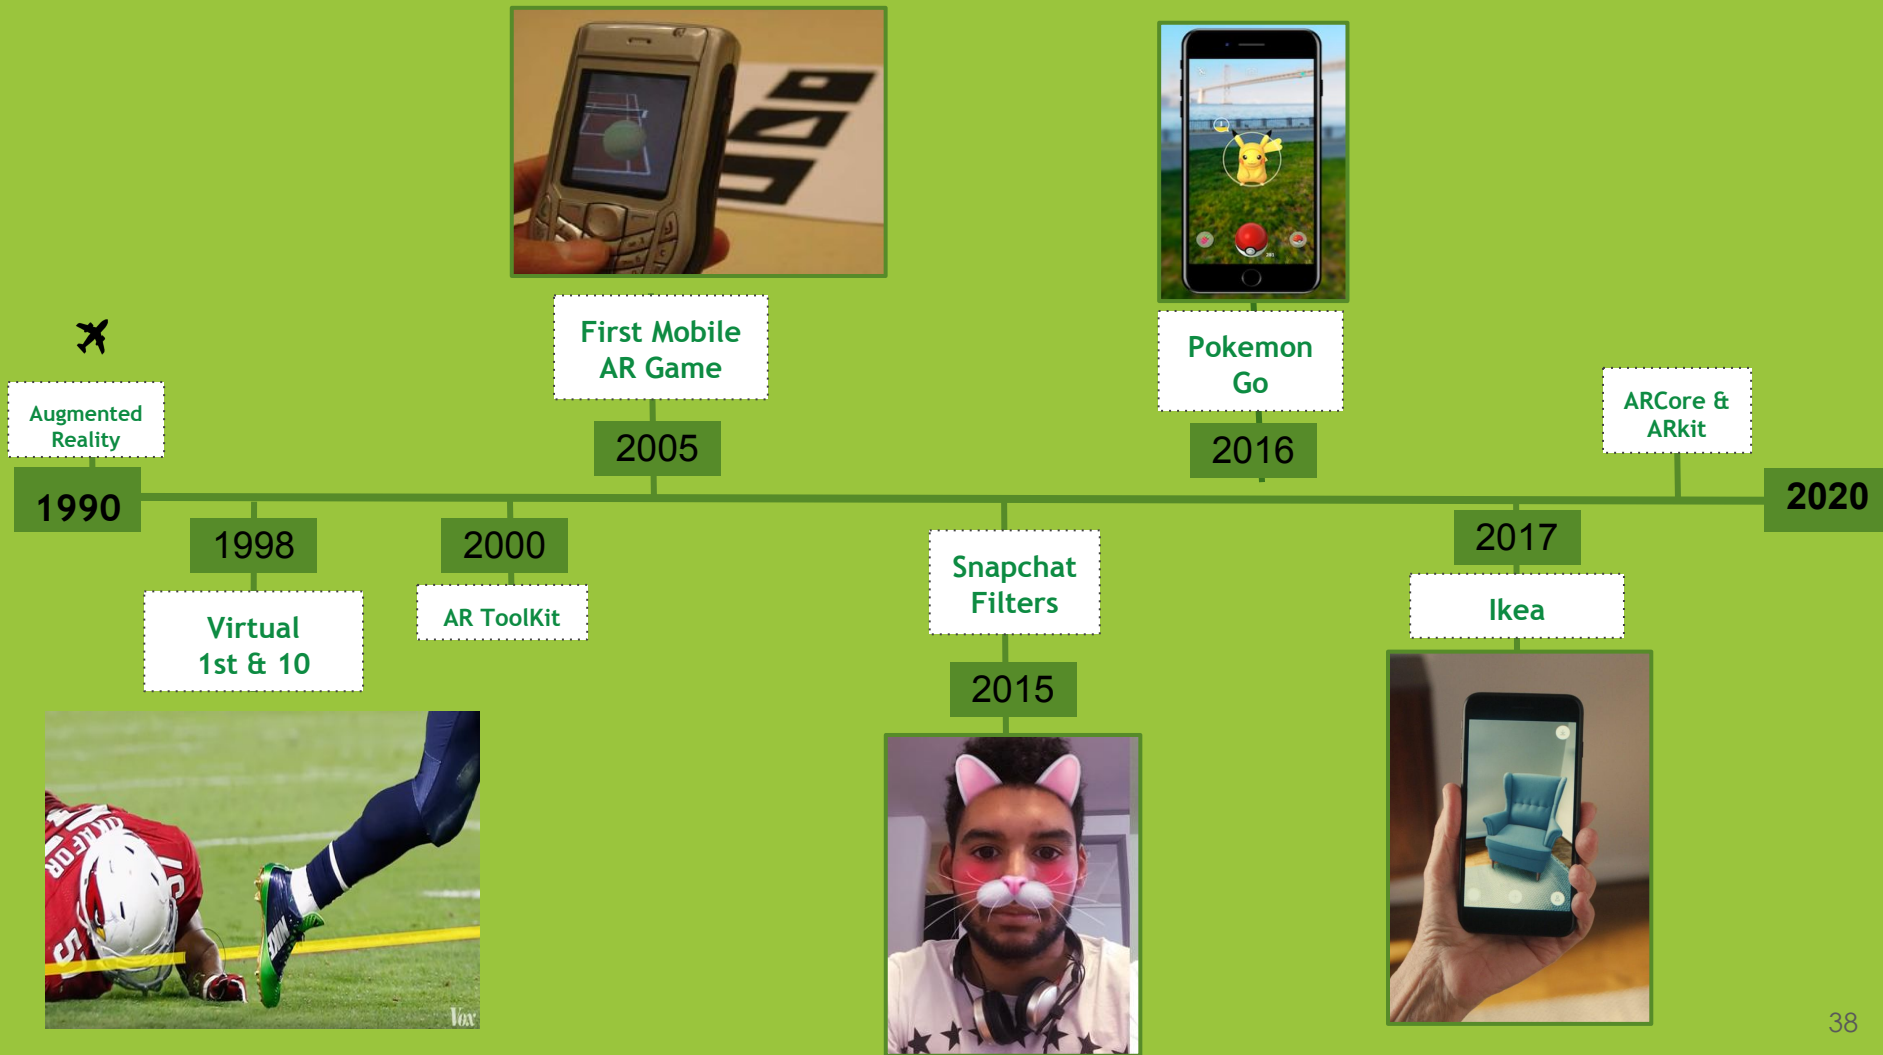 First Mobile
AR Game
2005
Pokemon
Go
2016
Augmented
Reality
1990
ARCore &
ARkit
2020
1998
Virtual
1st & 10
2000
AR ToolKit
Snapchat
Filters
2015
2017
Ikea
OKAFOR
Vox
38